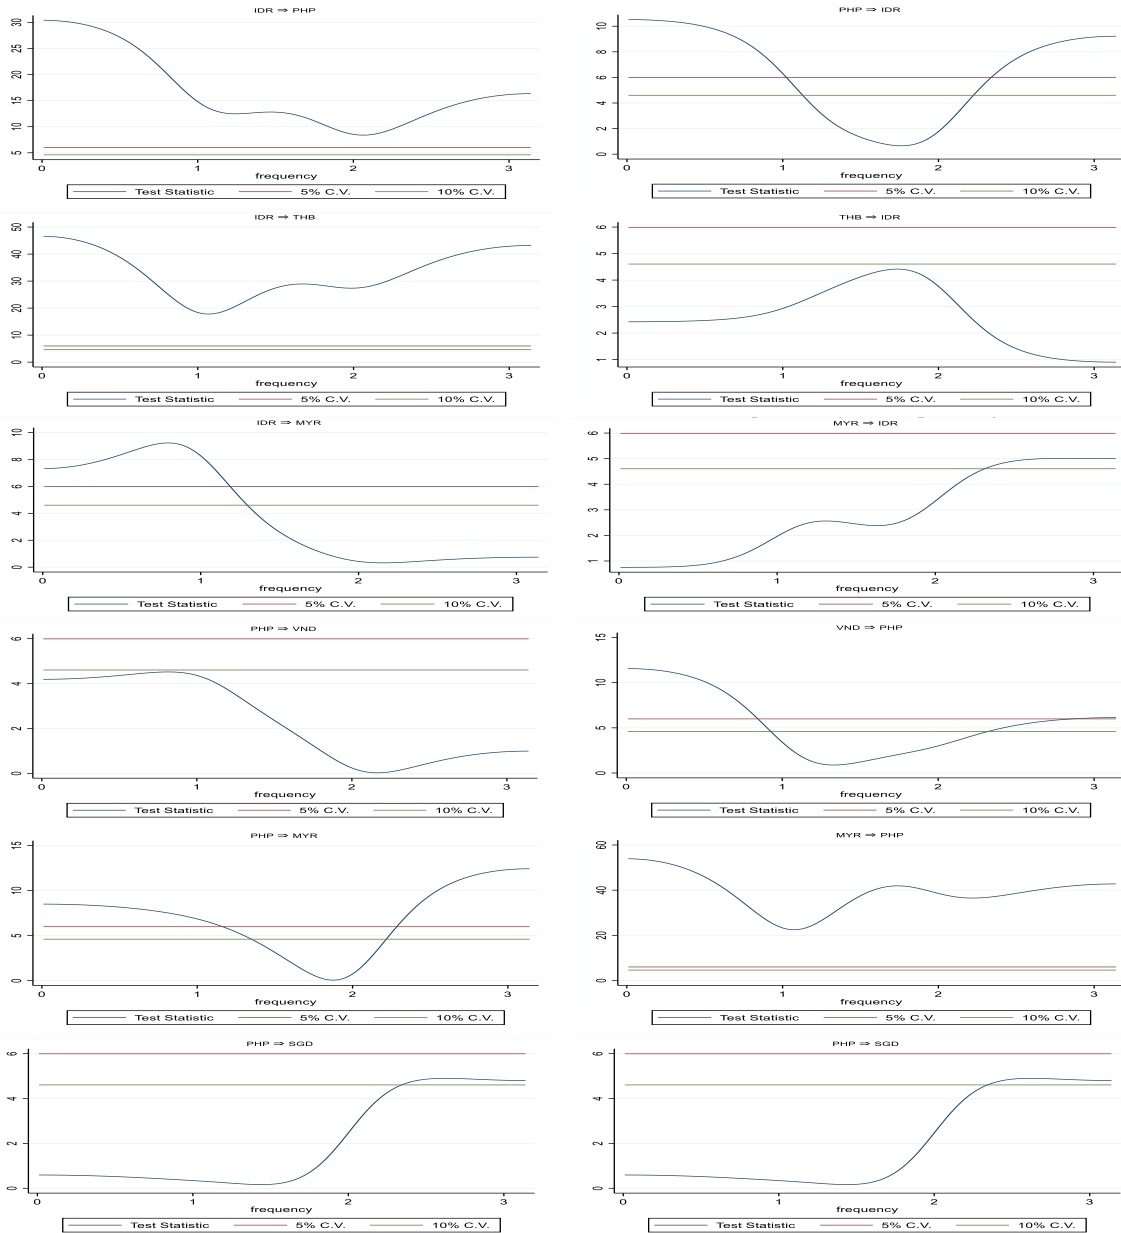 IDR ⇒ PHP
30
25
20
15
10
5
0 1 2 3
frequency
Test Statistic 5% C.V. 10% C.V.
PHP ⇒ IDR
10
8
6
4
2
0
0 1 2 3
frequency
Test Statistic 5% C.V. 10% C.V.
IDR ⇒ THB
50
40
30
20
10
0
0 1 2 3
frequency
Test Statistic 5% C.V. 10% C.V.
THB ⇒ IDR
6
5
4
3
2
1
0 1 2 3
frequency
Test Statistic 5% C.V. 10% C.V.
IDR ⇒ MYR
10
8
6
4
2
0
0 1 2 3
frequency
Test Statistic 5% C.V. 10% C.V.
MYR ⇒ IDR
6
5
4
3
2
1
0 1 2 3
frequency
Test Statistic 5% C.V. 10% C.V.
PHP ⇒ VND
6
4
2
0
0 1 2 3
frequency
Test Statistic 5% C.V. 10% C.V.
VND ⇒ PHP
15
10
5
0
0 1 2 3
frequency
Test Statistic 5% C.V. 10% C.V.
PHP ⇒ MYR
15
10
5
0
0 1 2 3
frequency
Test Statistic 5% C.V. 10% C.V.
MYR ⇒ PHP
60
40
20
0
0 1 2 3
frequency
Test Statistic 5% C.V. 10% C.V.
PHP ⇒ SGD
6
4
2
0
0 1 2 3
frequency
Test Statistic 5% C.V. 10% C.V.
PHP ⇒ SGD
6
4
2
0
0 1 2 3
frequency
Test Statistic 5% C.V. 10% C.V.